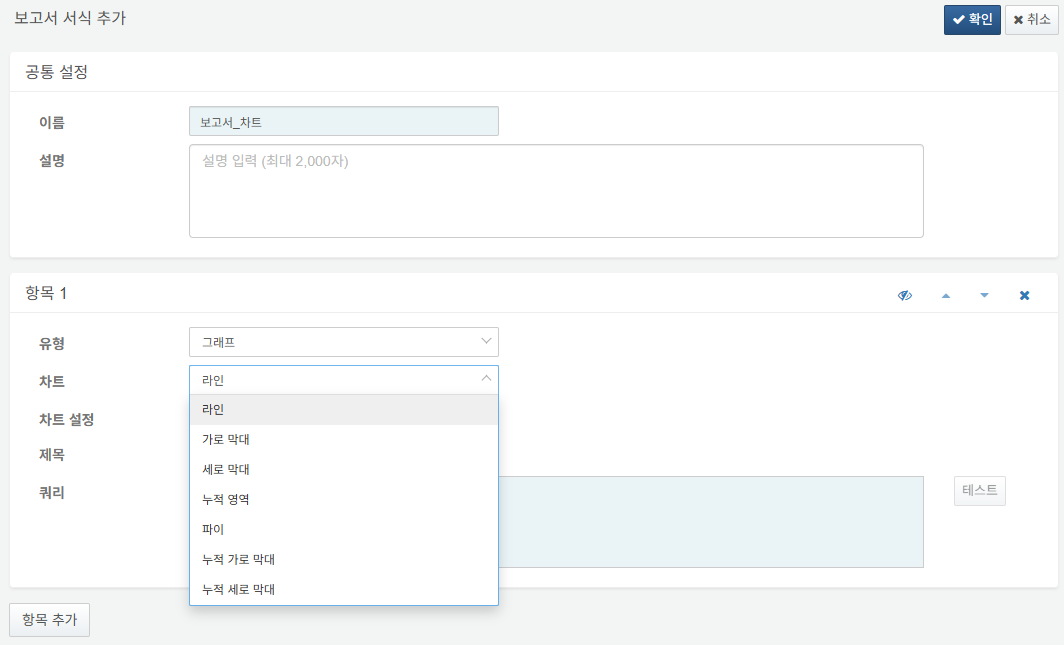 보고서 서식 추가
확인
취소
공통 설정
이름
보고서_차트
설명
설명 입력 (최대 2,000자)
항목 1
유형
그래프
차트
라인
라인
차트 설정
가로 막대
제목
세로 막대
쿼리
누적 영역
테스트
파이
누적 가로 막대
누적 세로 막대
항목 추가